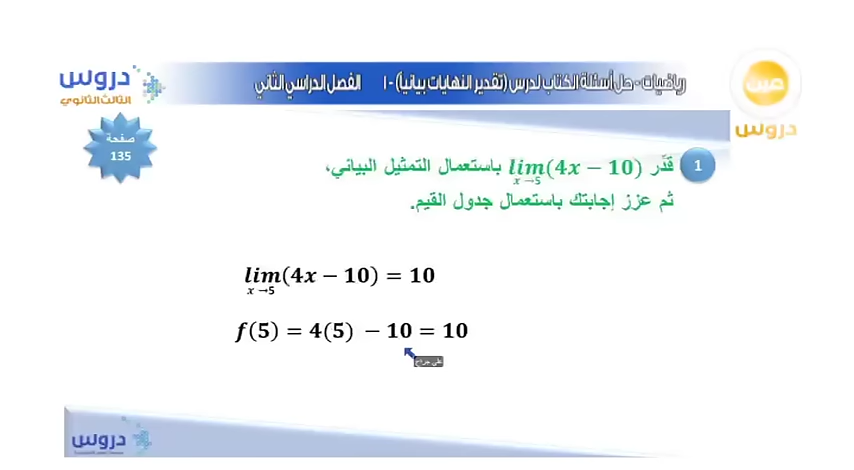 دروس
الثالث الثانوي
رياضيات - حل أسئلة الكتاب لدرس (تقدير النهايات بيانياً) - ١ الفصل الدراسي الثاني
عين
دروس
صفحة
135
1 قدّر lim(4x − 10) باستعمال التمثيل البياني،
x→5
ثم عزز إجابتك باستعمال جدول القيم.
lim(4x − 10) = 10
x→5
f(5) = 4(5) − 10 = 10
دروس